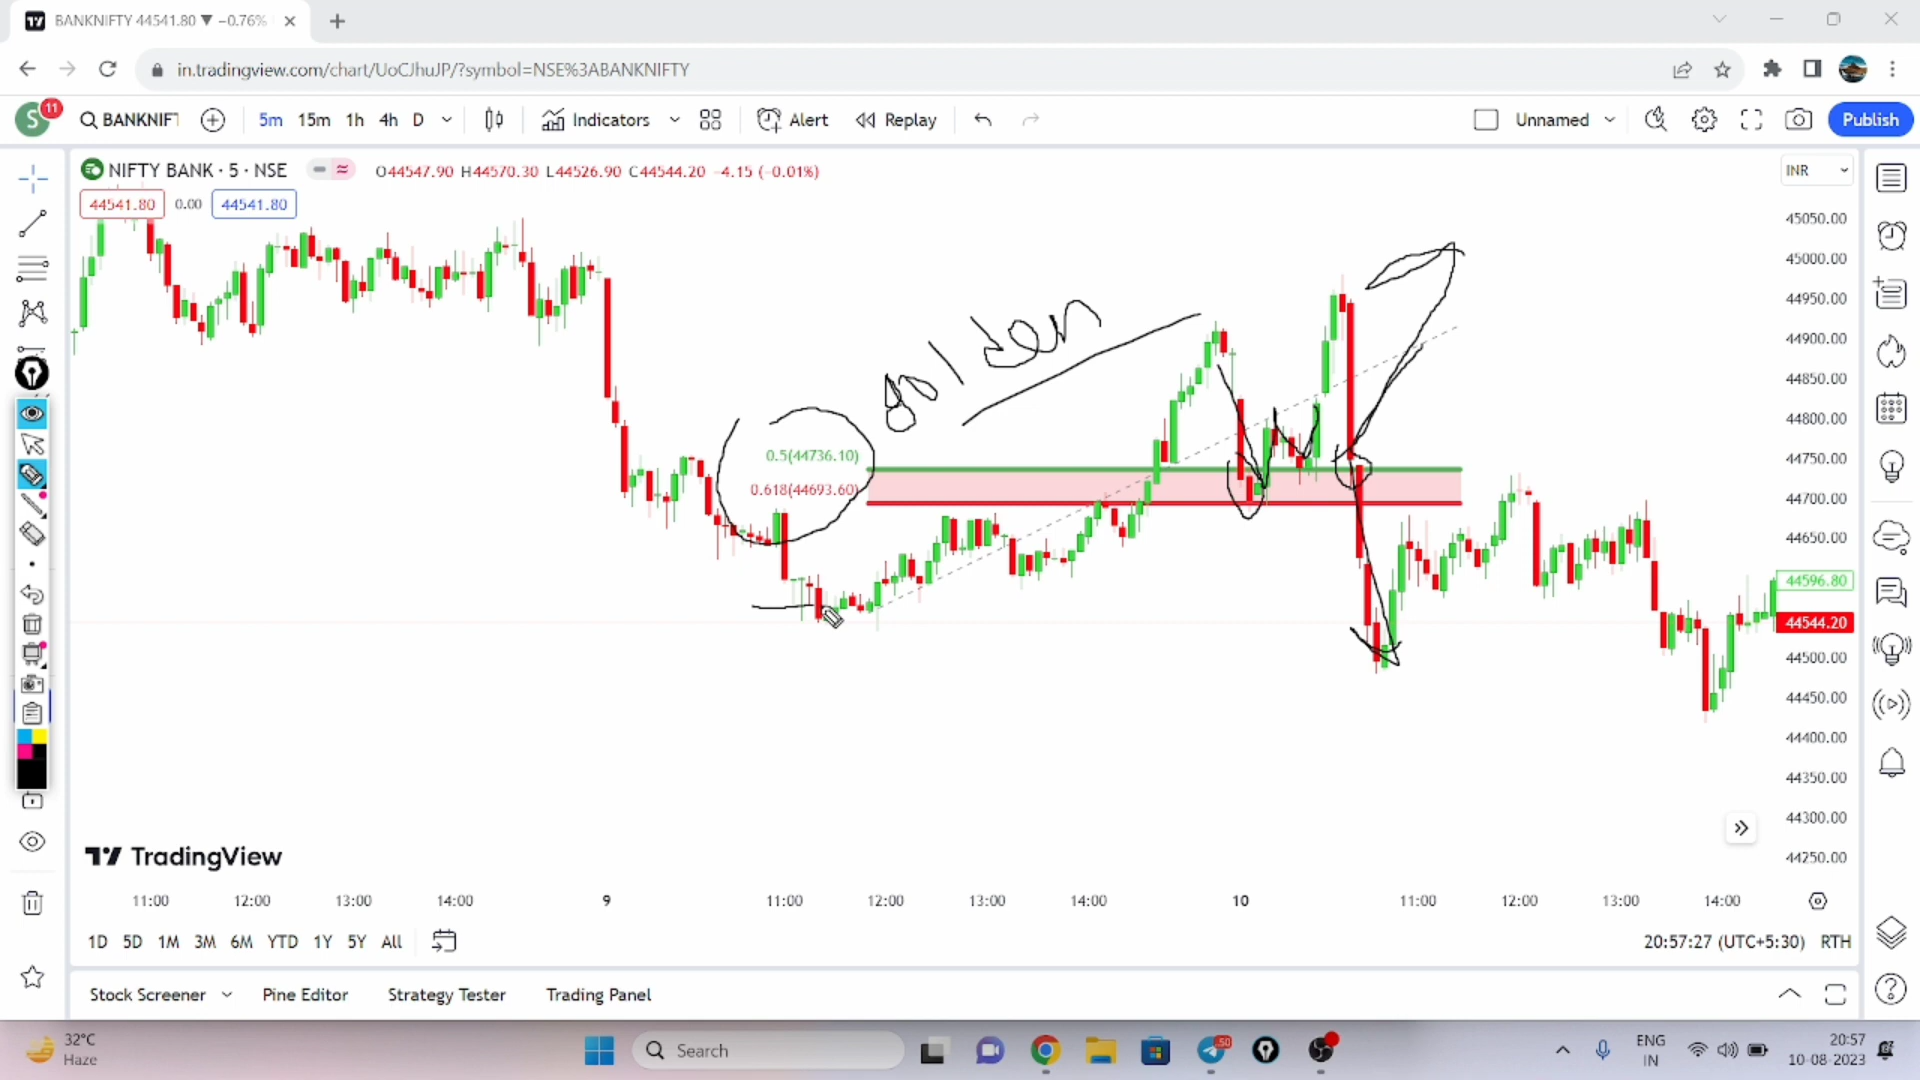 BANKNIFTY 44541.80 ▼ −0.76%
in.tradingview.com/chart/UoCJhuJP/?symbol=NSE%3ABANKNIFTY
S 11 BANKNIFT 5m 15m 1h 4h D Indicators Alert Replay Unnamed Publish
NIFTY BANK · 5 · NSE O44547.90 H44570.30 L44526.90 C44544.20 −4.15 (−0.01%) INR
44541.80 0.00 44541.80
45050.00
45000.00
44950.00
44900.00
44850.00
44800.00
44750.00
44700.00
44650.00
44596.80
44544.20
44500.00
44450.00
44400.00
44350.00
44300.00
44250.00
golden
0.5(44736.10)
0.618(44693.60)
TradingView
11:00 12:00 13:00 14:00 9 11:00 12:00 13:00 14:00 10 11:00 12:00 13:00 14:00
1D 5D 1M 3M 6M YTD 1Y 5Y All 20:57:27 (UTC+5:30) RTH
Stock Screener Pine Editor Strategy Tester Trading Panel
32°C
Haze
Search
50
ENG
IN
20:57
10-08-2023